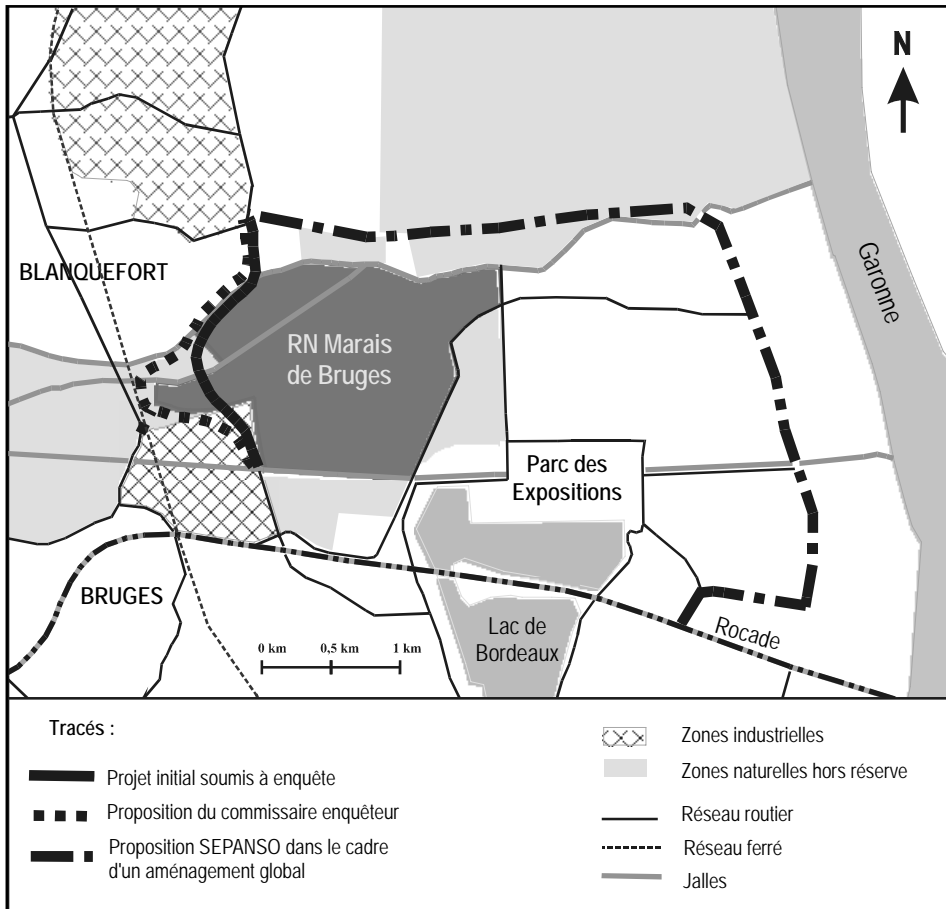 N
BLANQUEFORT
Garonne
RN Marais
de Bruges
Parc des
Expositions
BRUGES
Lac de
Bordeaux
Rocade
0 km 0,5 km 1 km
Tracés :
Projet initial soumis à enquête
Proposition du commissaire enquêteur
Proposition SEPANSO dans le cadre
d'un aménagement global
Zones industrielles
Zones naturelles hors réserve
Réseau routier
Réseau ferré
Jalles